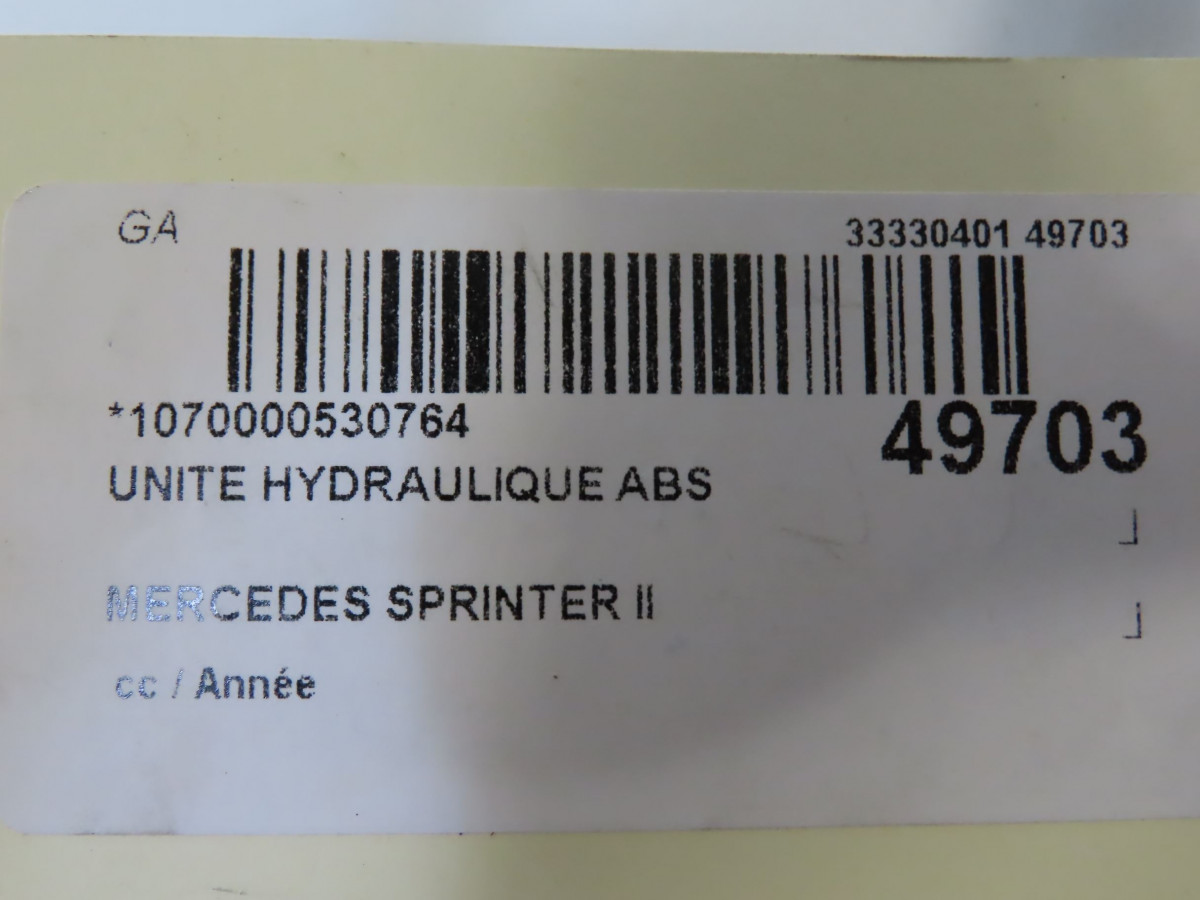 GA
33330401 49703
*1070000530764
49703
UNITE HYDRAULIQUE ABS
MERCEDES SPRINTER II
cc / Année